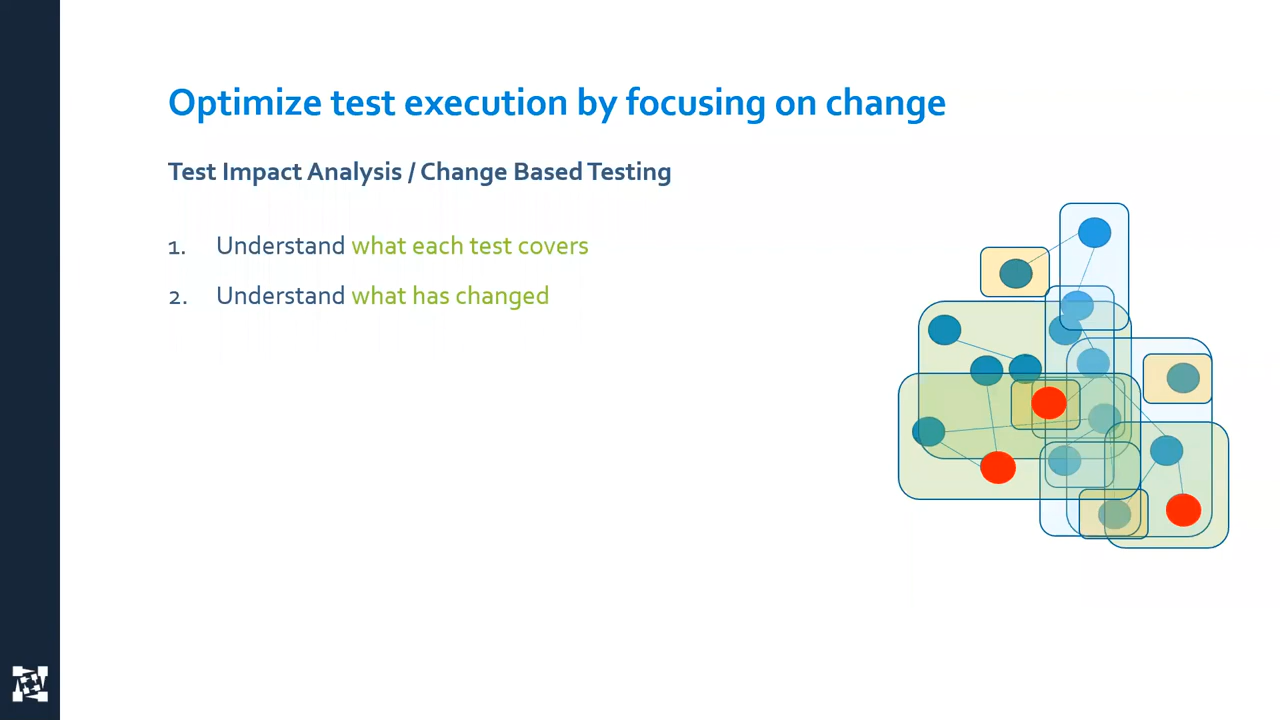 Optimize test execution by focusing on change
Test Impact Analysis / Change Based Testing
1. Understand what each test covers
2. Understand what has changed